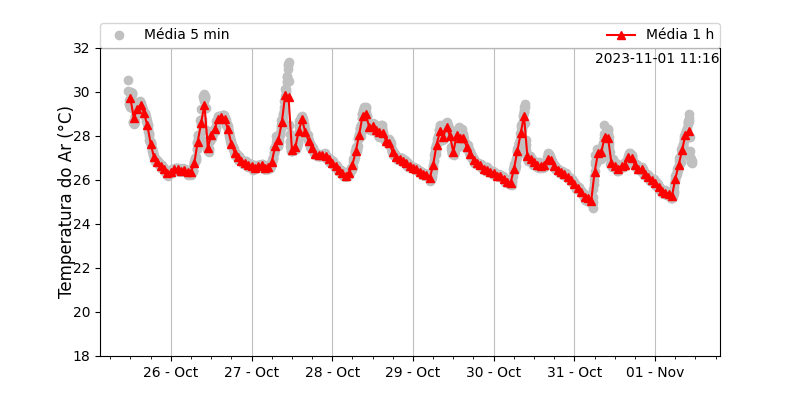 Média 5 min
Média 1 h
2023-11-01 11:16
Temperatura do Ar (°C)
32
30
28
26
24
22
20
18
26 - Oct
27 - Oct
28 - Oct
29 - Oct
30 - Oct
31 - Oct
01 - Nov